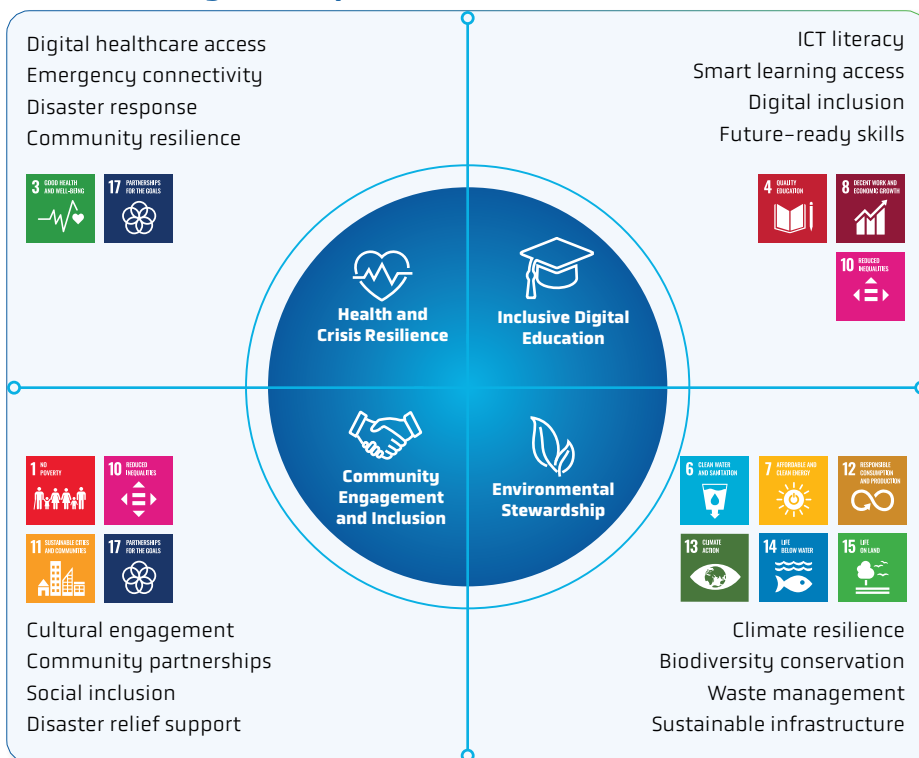 Digital healthcare access
Emergency connectivity
Disaster response
Community resilience
3 GOOD HEALTH
AND WELL-BEING
17 PARTNERSHIPS
FOR THE GOALS
ICT literacy
Smart learning access
Digital inclusion
Future-ready skills
4 QUALITY
EDUCATION
8 DECENT WORK AND
ECONOMIC GROWTH
10 REDUCED
INEQUALITIES
Health and
Crisis Resilience
Inclusive Digital
Education
Community
Engagement
and Inclusion
Environmental
Stewardship
1 NO
POVERTY
10 REDUCED
INEQUALITIES
11 SUSTAINABLE CITIES
AND COMMUNITIES
17 PARTNERSHIPS
FOR THE GOALS
Cultural engagement
Community partnerships
Social inclusion
Disaster relief support
6 CLEAN WATER
AND SANITATION
7 AFFORDABLE AND
CLEAN ENERGY
12 RESPONSIBLE
CONSUMPTION
AND PRODUCTION
13 CLIMATE
ACTION
14 LIFE
BELOW WATER
15 LIFE
ON LAND
Climate resilience
Biodiversity conservation
Waste management
Sustainable infrastructure